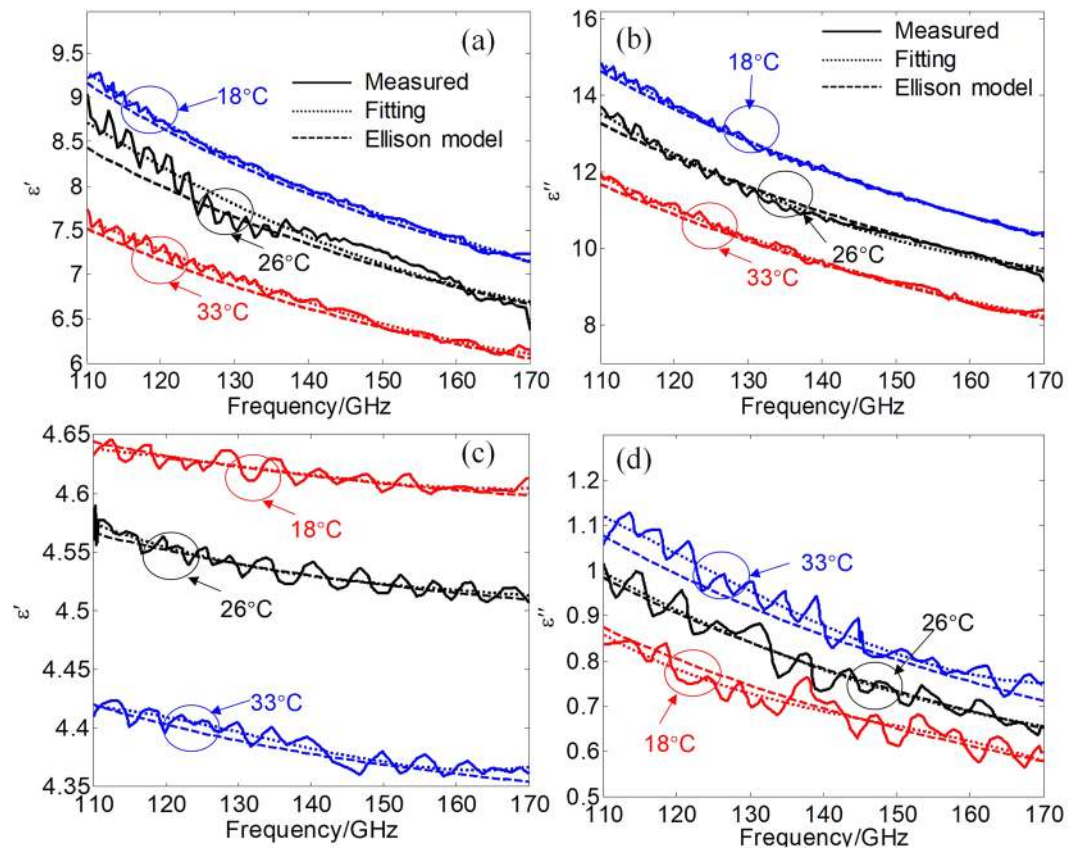 (a)
Measured
Fitting
Ellison model
18°C
26°C
33°C
ε′
9.5
9
8.5
8
7.5
7
6.5
6
110 120 130 140 150 160 170
Frequency/GHz
(b)
Measured
Fitting
Ellison model
18°C
26°C
33°C
ε″
16
14
12
10
8
110 120 130 140 150 160 170
Frequency/GHz
(c)
18°C
26°C
33°C
ε′
4.65
4.6
4.55
4.5
4.45
4.4
4.35
110 120 130 140 150 160 170
Frequency/GHz
(d)
33°C
26°C
18°C
ε″
1.2
1.1
1
0.9
0.8
0.7
0.6
0.5
110 120 130 140 150 160 170
Frequency/GHz